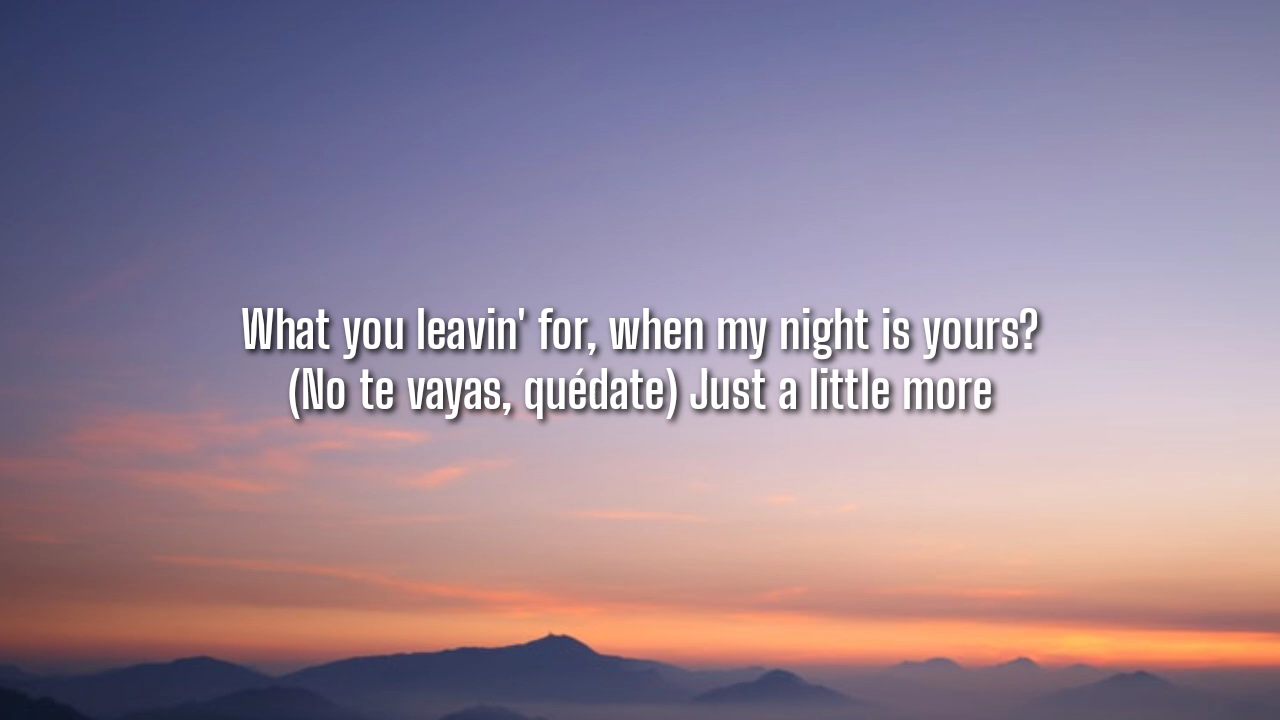 What you leavin' for, when my night is yours?
(No te vayas, quédate) Just a little more